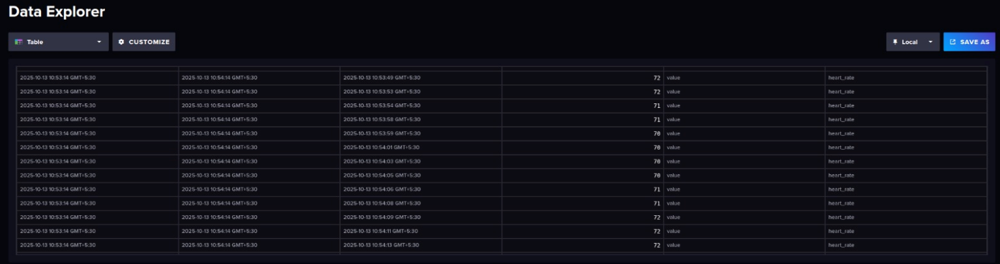 Data Explorer
Table CUSTOMIZE Local SAVE AS
2025-10-13 10:53:14 GMT+5:30 2025-10-13 10:54:14 GMT+5:30 2025-10-13 10:53:49 GMT+5:30 72 value heart_rate
2025-10-13 10:53:14 GMT+5:30 2025-10-13 10:54:14 GMT+5:30 2025-10-13 10:53:53 GMT+5:30 72 value heart_rate
2025-10-13 10:53:14 GMT+5:30 2025-10-13 10:54:14 GMT+5:30 2025-10-13 10:53:54 GMT+5:30 71 value heart_rate
2025-10-13 10:53:14 GMT+5:30 2025-10-13 10:54:14 GMT+5:30 2025-10-13 10:53:58 GMT+5:30 71 value heart_rate
2025-10-13 10:53:14 GMT+5:30 2025-10-13 10:54:14 GMT+5:30 2025-10-13 10:53:59 GMT+5:30 70 value heart_rate
2025-10-13 10:53:14 GMT+5:30 2025-10-13 10:54:14 GMT+5:30 2025-10-13 10:54:01 GMT+5:30 70 value heart_rate
2025-10-13 10:53:14 GMT+5:30 2025-10-13 10:54:14 GMT+5:30 2025-10-13 10:54:03 GMT+5:30 70 value heart_rate
2025-10-13 10:53:14 GMT+5:30 2025-10-13 10:54:14 GMT+5:30 2025-10-13 10:54:05 GMT+5:30 70 value heart_rate
2025-10-13 10:53:14 GMT+5:30 2025-10-13 10:54:14 GMT+5:30 2025-10-13 10:54:06 GMT+5:30 71 value heart_rate
2025-10-13 10:53:14 GMT+5:30 2025-10-13 10:54:14 GMT+5:30 2025-10-13 10:54:08 GMT+5:30 71 value heart_rate
2025-10-13 10:53:14 GMT+5:30 2025-10-13 10:54:14 GMT+5:30 2025-10-13 10:54:09 GMT+5:30 72 value heart_rate
2025-10-13 10:53:14 GMT+5:30 2025-10-13 10:54:14 GMT+5:30 2025-10-13 10:54:11 GMT+5:30 72 value heart_rate
2025-10-13 10:53:14 GMT+5:30 2025-10-13 10:54:14 GMT+5:30 2025-10-13 10:54:13 GMT+5:30 72 value heart_rate